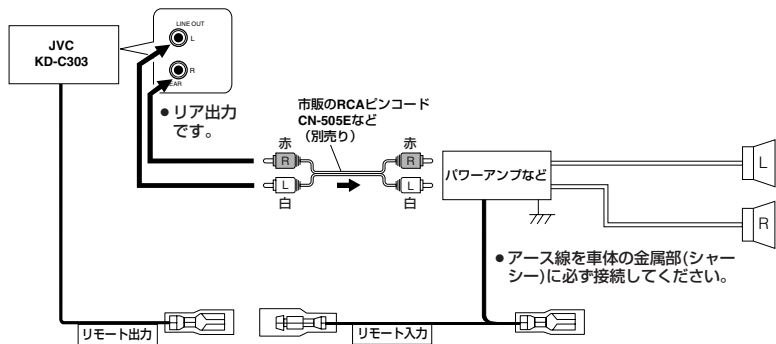 JVC
KD-C303
LINE OUT
L
R
REAR
● リア出力
です。
市販のRCAピンコード
CN-505Eなど
（別売り）
赤
R
L
白
赤
R
L
白
パワーアンプなど
L
R
● アース線を車体の金属部(シャー
シー)に必ず接続してください。
リモート出力
リモート入力